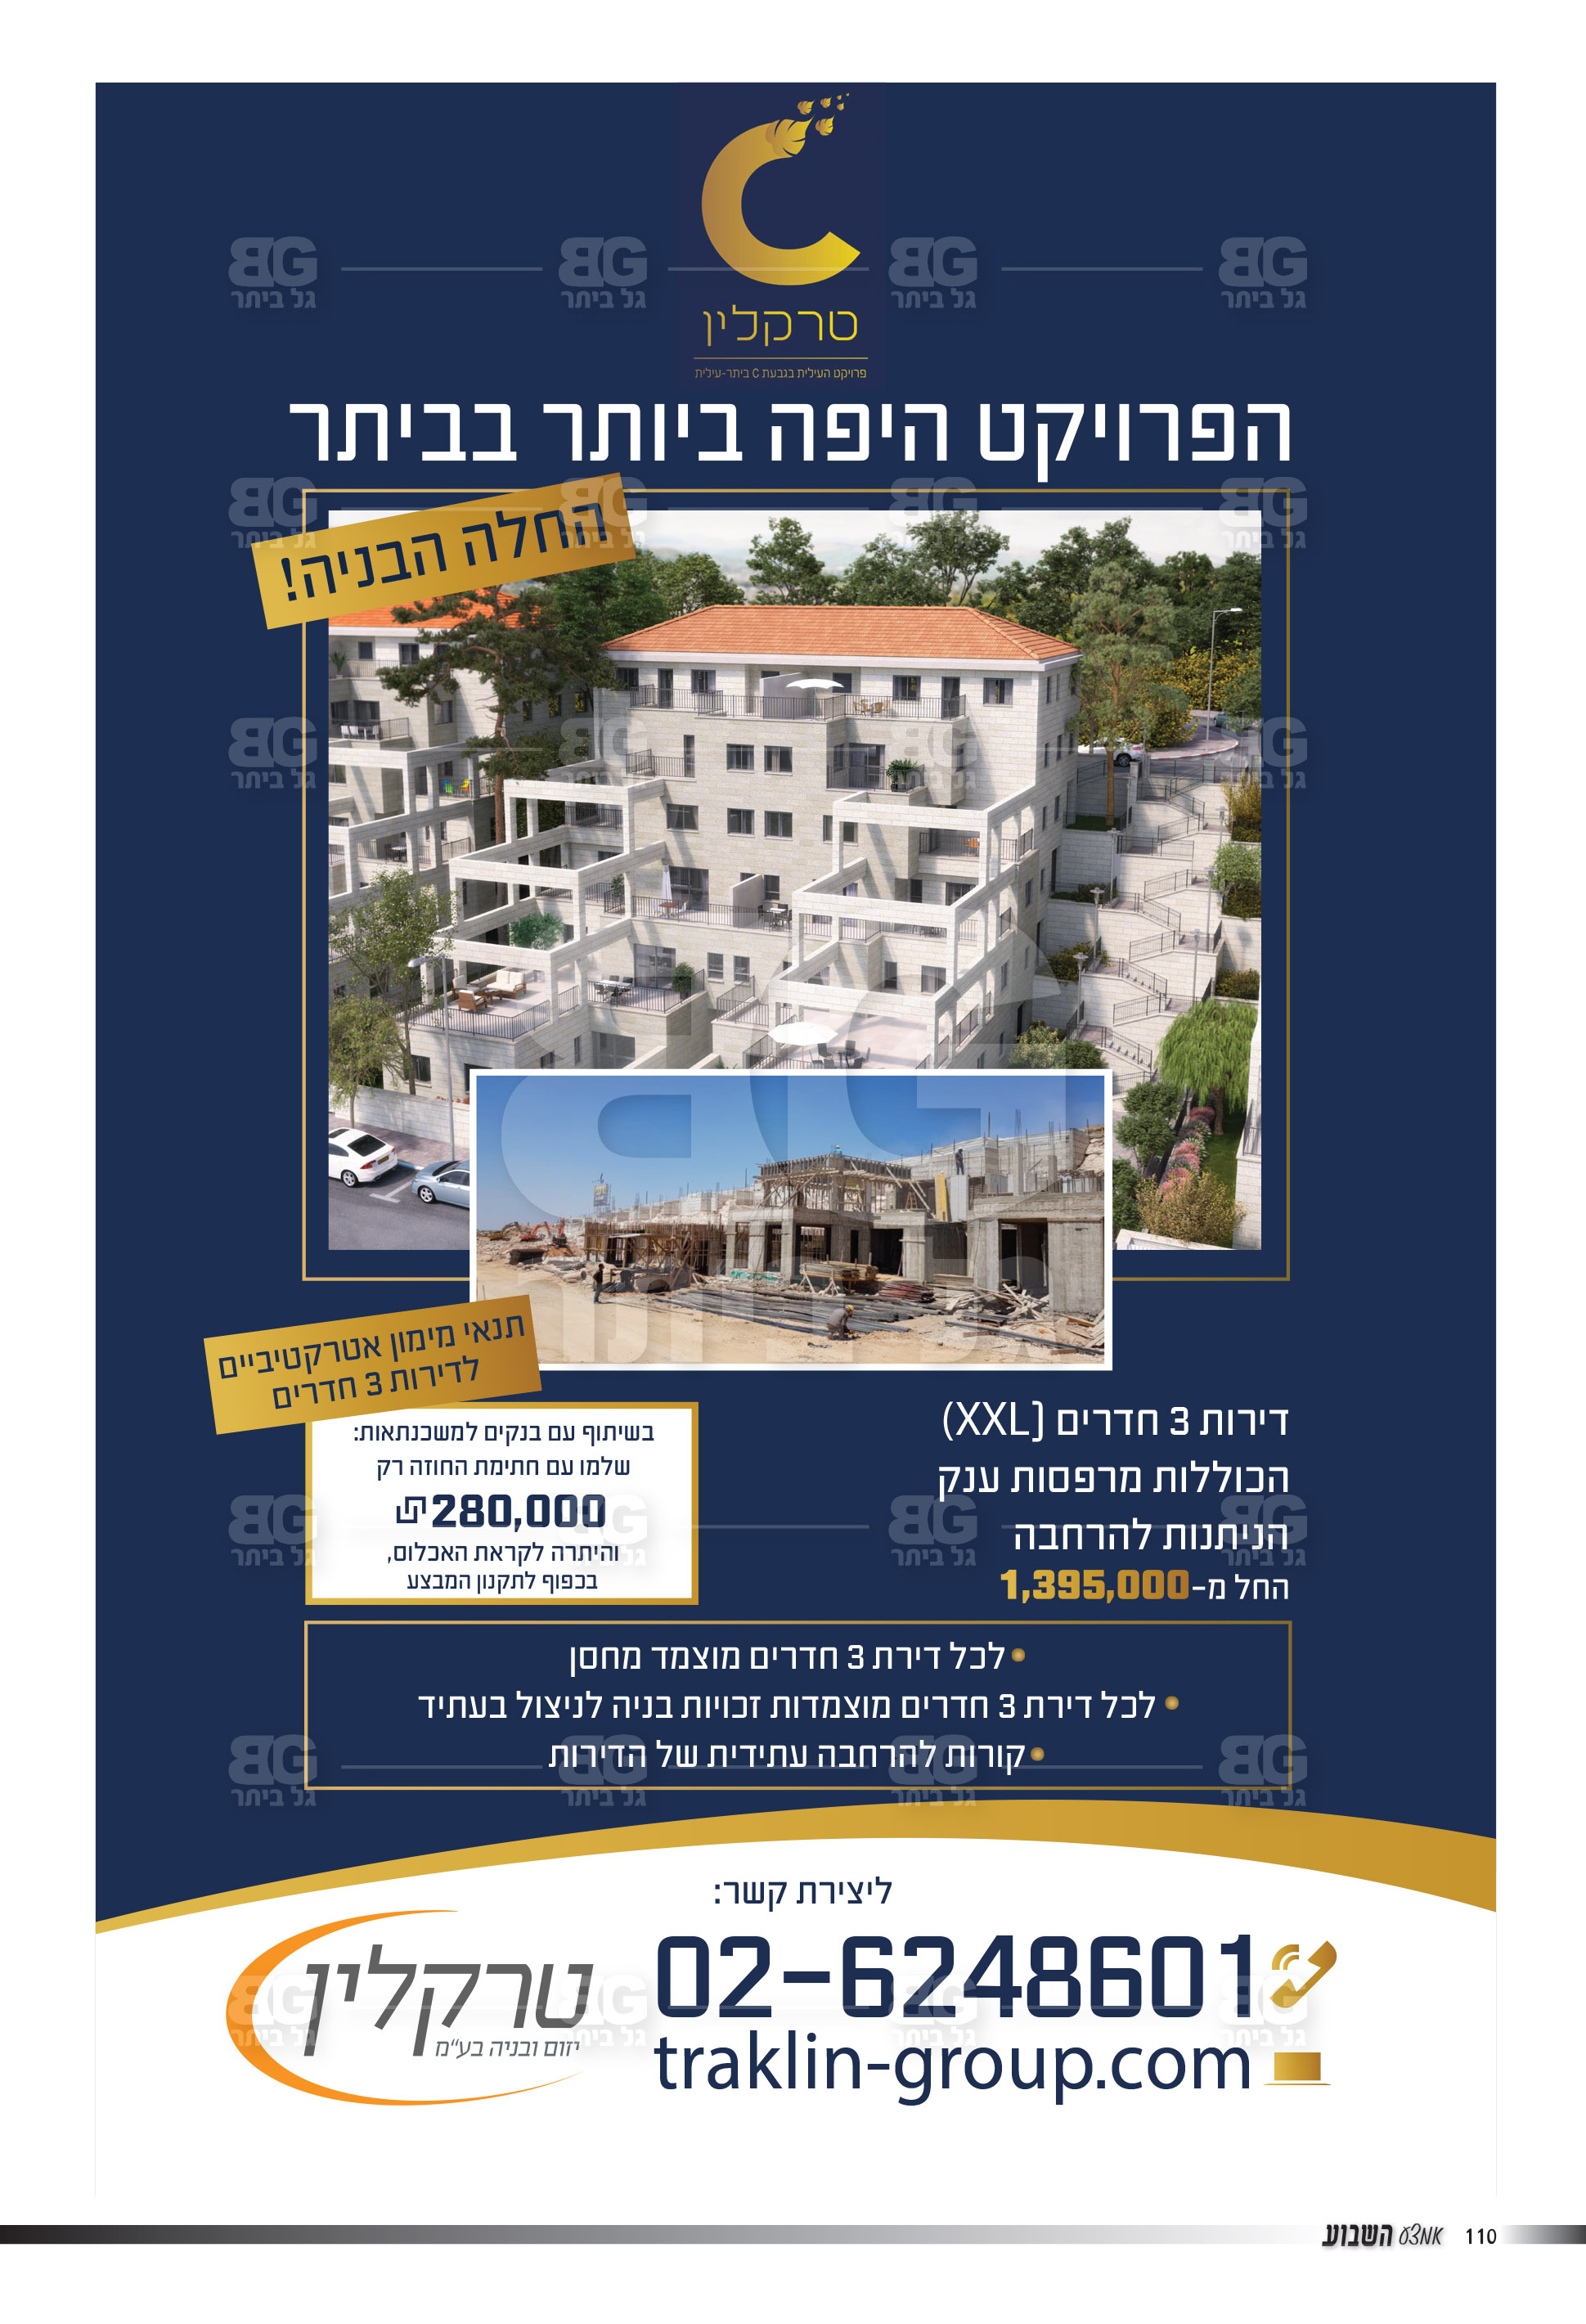 טרקלין
פרויקט העילית בגבעת C ביתר-עילית
הפרויקט היפה ביותר בביתר
החלה הבניה!
תנאי מימון אטרקטיביים
לדירות 3 חדרים
דירות 3 חדרים (XXL)
הכוללות מרפסות ענק
הניתנות להרחבה
החל מ-1,395,000
בשיתוף עם בנקים למשכנתאות:
שלמו עם חתימת החוזה רק
280,000 ₪
והיתרה לקראת האכלוס,
בכפוף לתקנון המבצע
• לכל דירת 3 חדרים מוצמד מחסן
• לכל דירת 3 חדרים מוצמדות זכויות בניה לניצול בעתיד
• קורות להרחבה עתידית של הדירות
ליצירת קשר:
02-6248601
traklin-group.com
טרקלין
יזום ובניה בע"מ
110 אמצע השבוע
BG
גל ביתר